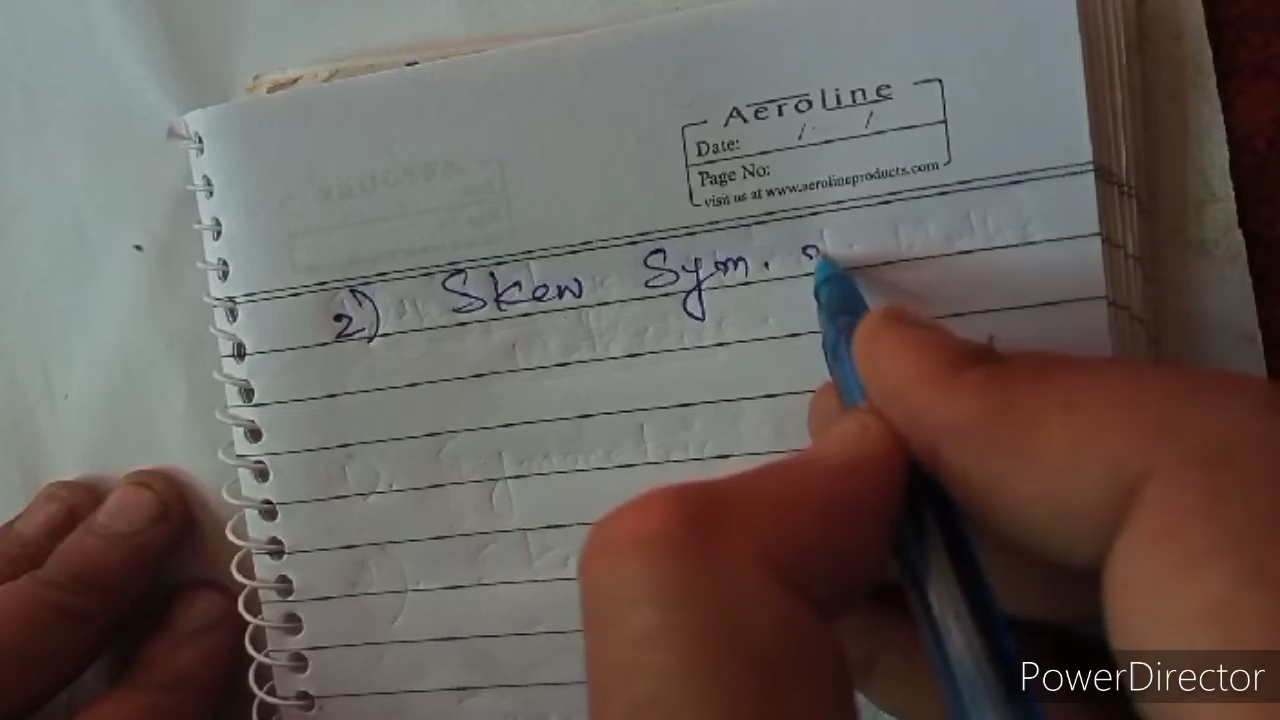 Aeroline
Date: / /
Page No:
visit us at www.aerolineproducts.com
2) Skew Sym.
PowerDirector